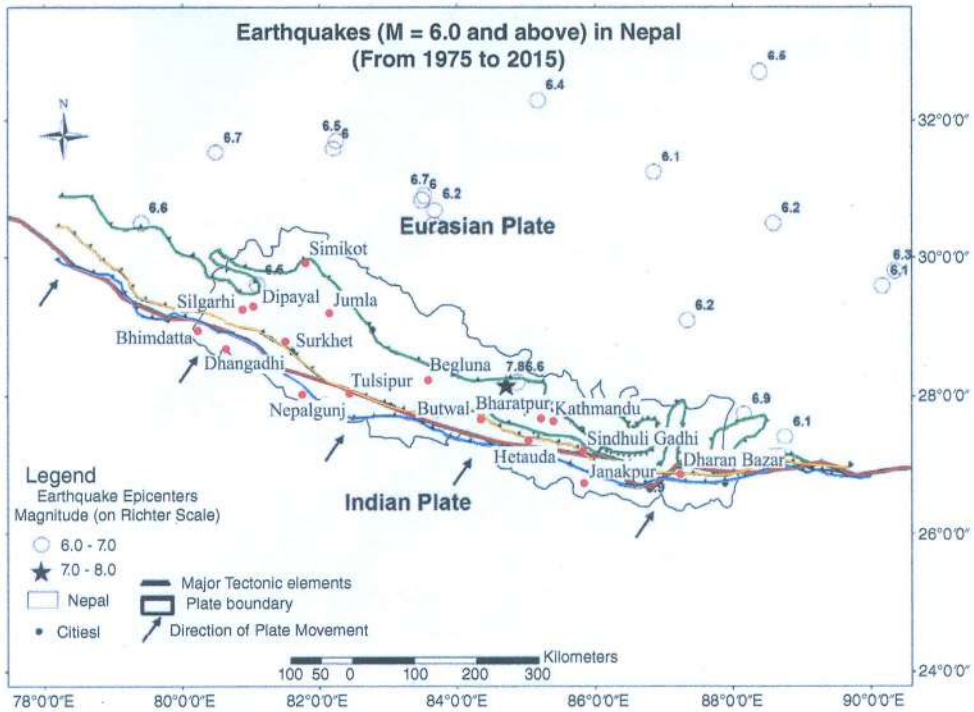 Earthquakes (M = 6.0 and above) in Nepal
(From 1975 to 2015)
6.5
6.4
32°0'0"
N
6.5 6
6.7
6.1
6.7 6
6.2
6.6
6.2
Eurasian Plate
Simikot
30°0'0"
6.3
6.1
Silgarhi
Dipayal
Jumla
6.2
Bhimdatta
Surkhet
Dhangadhi
Begluna
7.8 6.6
Tulsipur
28°0'0"
Nepalgunj
Butwal
Bharatpur
Kathmandu
6.9
6.1
Sindhuli Gadhi
Hetauda
Janakpur
Dharan Bazar
Indian Plate
26°0'0"
Legend
Earthquake Epicenters
Magnitude (on Richter Scale)
6.0 - 7.0
7.0 - 8.0
Nepal
Citiesl
Major Tectonic elements
Plate boundary
Direction of Plate Movement
Kilometers
100 50 0 100 200 300
24°0'0"
78°0'0"
80°0'0"
82°0'0"
84°0'0"
86°0'0"
88°0'0"
90°0'0"